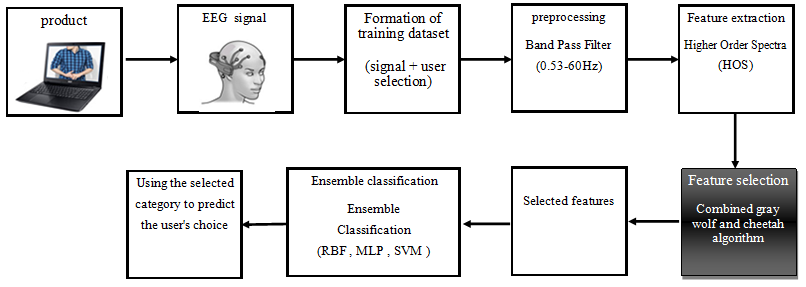 product
EEG signal
Formation of
training dataset
(signal + user
selection)
preprocessing
Band Pass Filter
(0.53-60Hz)
Feature extraction
Higher Order Spectra
(HOS)
Feature selection
Combined gray
wolf and cheetah
algorithm
Selected features
Ensemble classification
Ensemble
Classification
(RBF , MLP , SVM )
Using the selected
category to predict
the user's choice